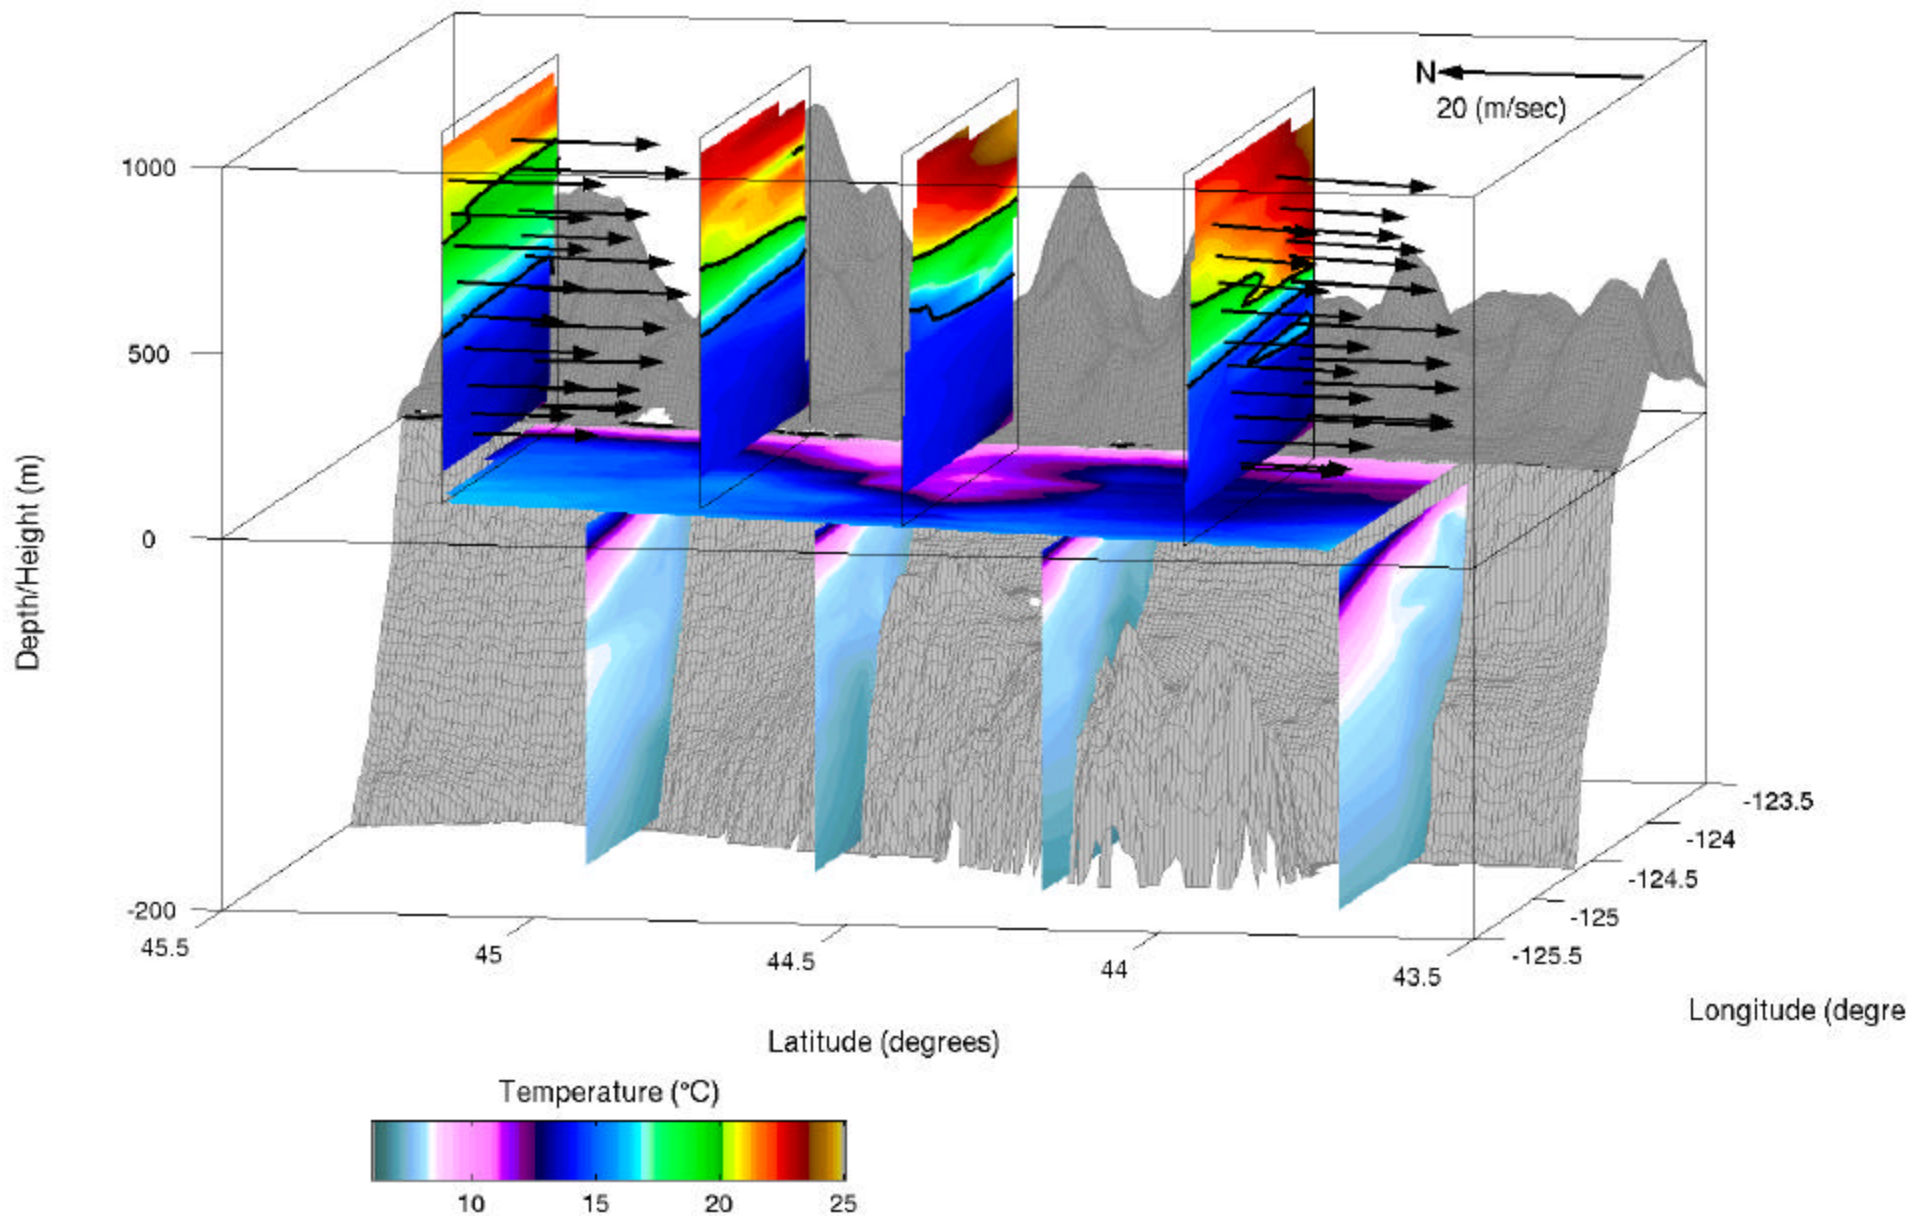 N
20 (m/sec)
1000
500
0
-200
Depth/Height (m)
45.5
45
44.5
44
43.5
-125.5
-125
-124.5
-124
-123.5
Longitude (degre
Latitude (degrees)
Temperature (°C)
10 15 20 25